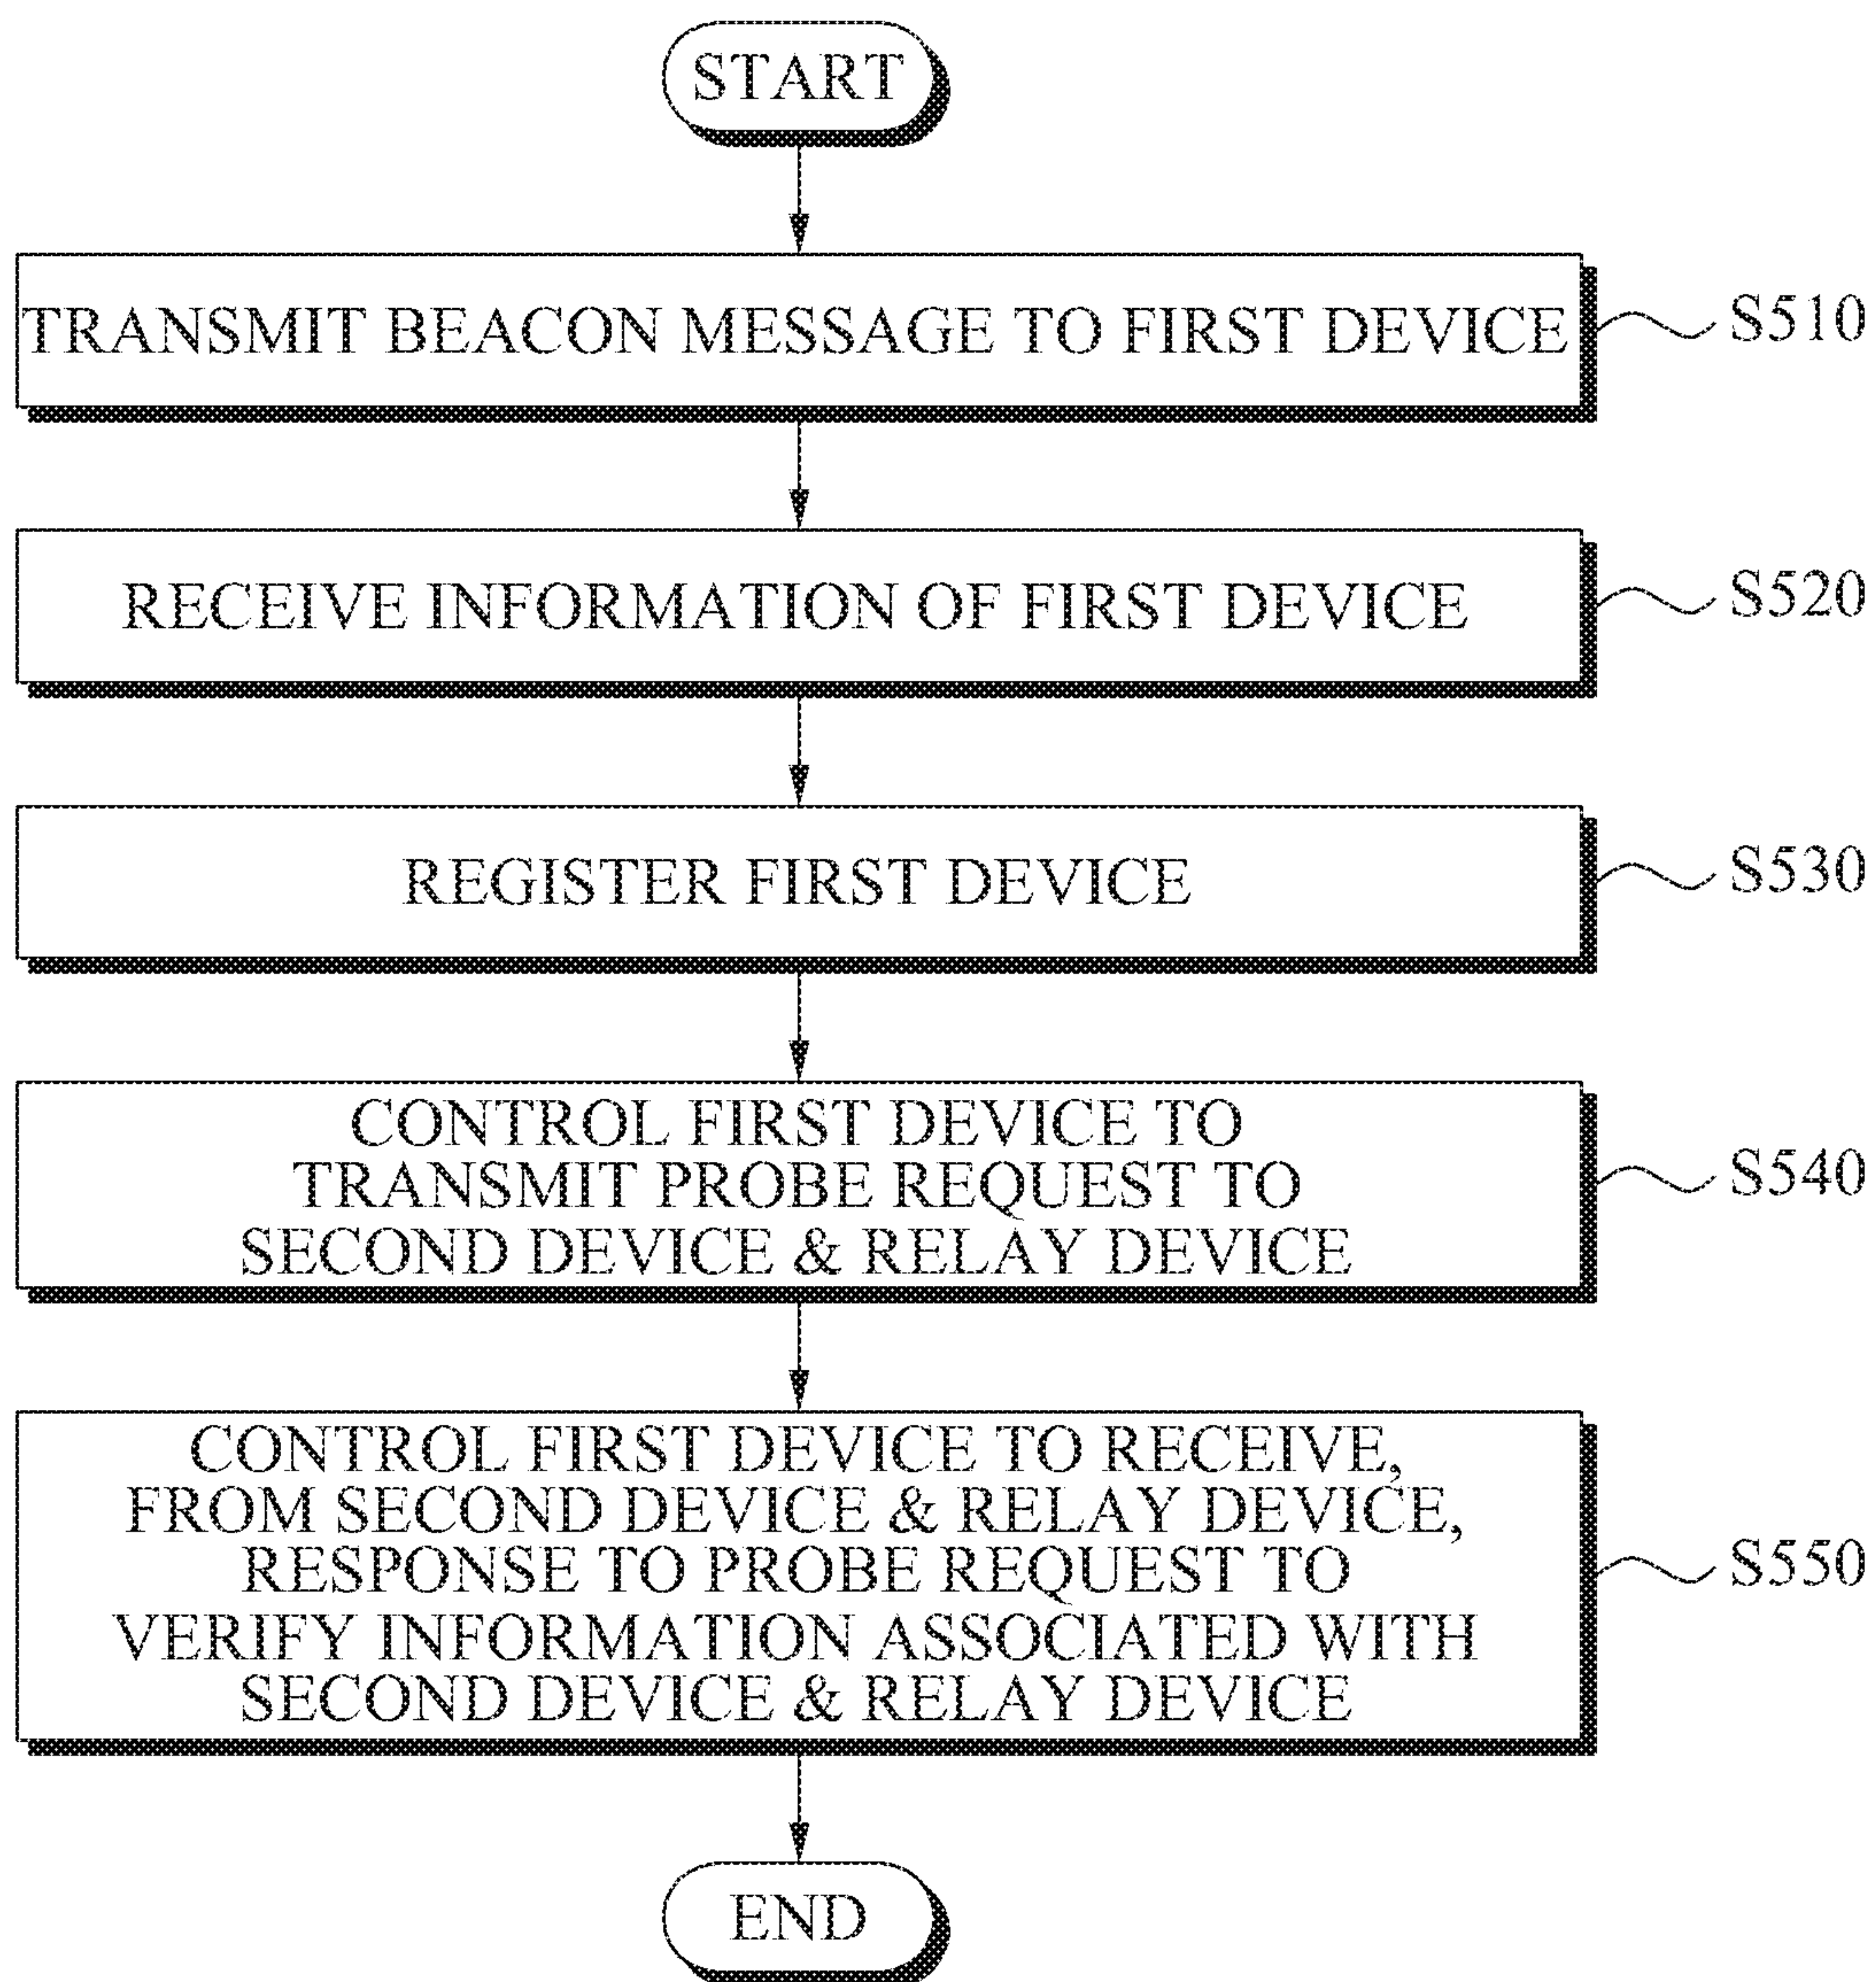 START
TRANSMIT BEACON MESSAGE TO FIRST DEVICE
S510
RECEIVE INFORMATION OF FIRST DEVICE
S520
REGISTER FIRST DEVICE
S530
CONTROL FIRST DEVICE TO
TRANSMIT PROBE REQUEST TO
SECOND DEVICE & RELAY DEVICE
S540
CONTROL FIRST DEVICE TO RECEIVE,
FROM SECOND DEVICE & RELAY DEVICE,
RESPONSE TO PROBE REQUEST TO
VERIFY INFORMATION ASSOCIATED WITH
SECOND DEVICE & RELAY DEVICE
S550
END